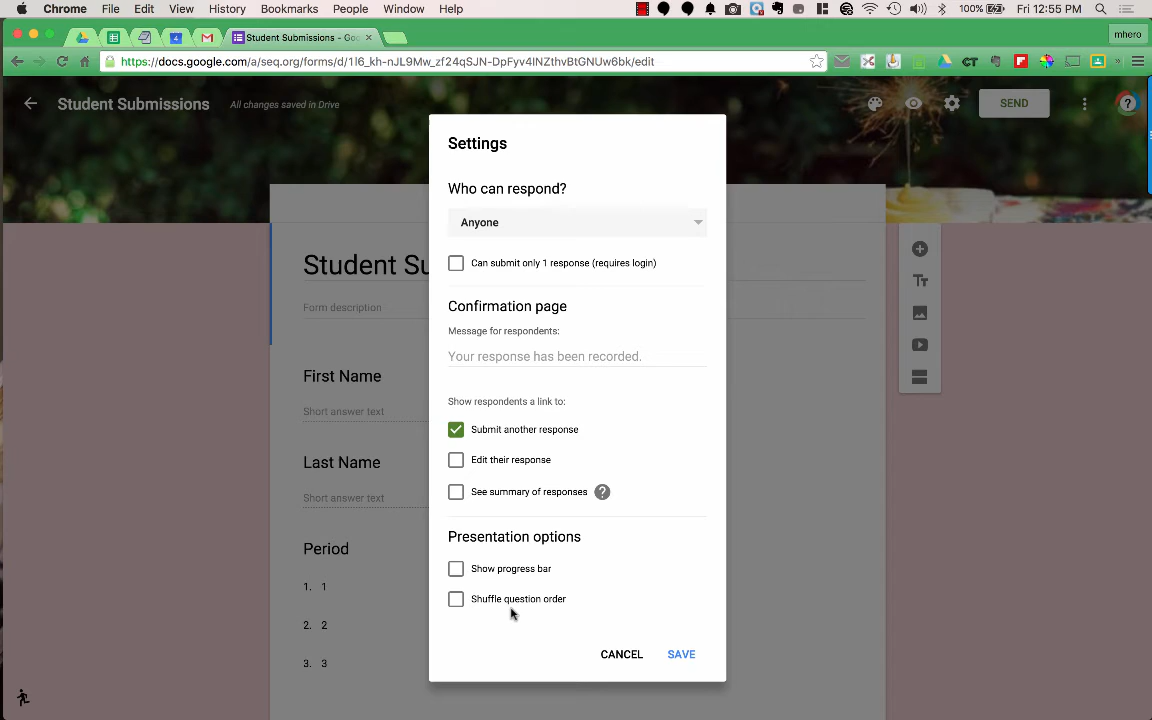 Chrome File Edit View History Bookmarks People Window Help 100% Fri 12:55 PM
Student Submissions - Goo mhero
https://docs.google.com/a/seq.org/forms/d/1l6_kh-nJL9Mw_zf24qSJN-DpFyv4lNZthvBtGNUw6bk/edit
Student Submissions All changes saved in Drive SEND
Settings
Who can respond?
Anyone
Can submit only 1 response (requires login)
Student Su
Form description
Confirmation page
Message for respondents:
Your response has been recorded.
First Name
Short answer text
Show respondents a link to:
Submit another response
Edit their response
See summary of responses
Last Name
Short answer text
Presentation options
Show progress bar
Shuffle question order
Period
1. 1
2. 2
3. 3
CANCEL SAVE